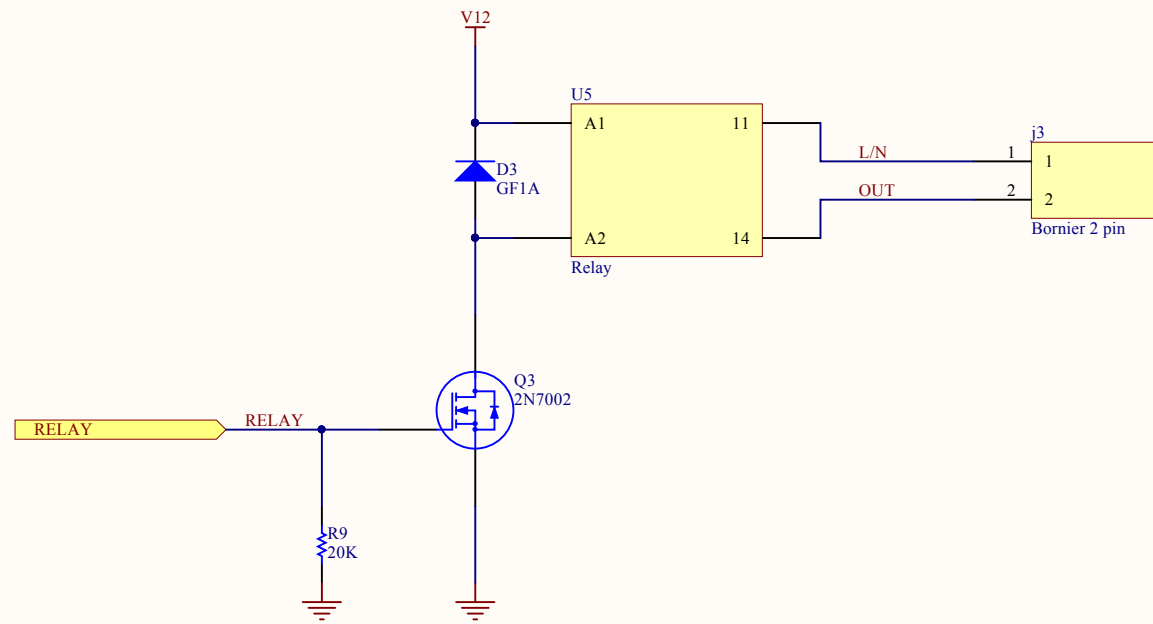 V12
U5
A1
11
j3
L/N
1
1
D3
GF1A
OUT
2
2
A2
14
Bornier 2 pin
Relay
Q3
2N7002
RELAY
RELAY
R9
20K